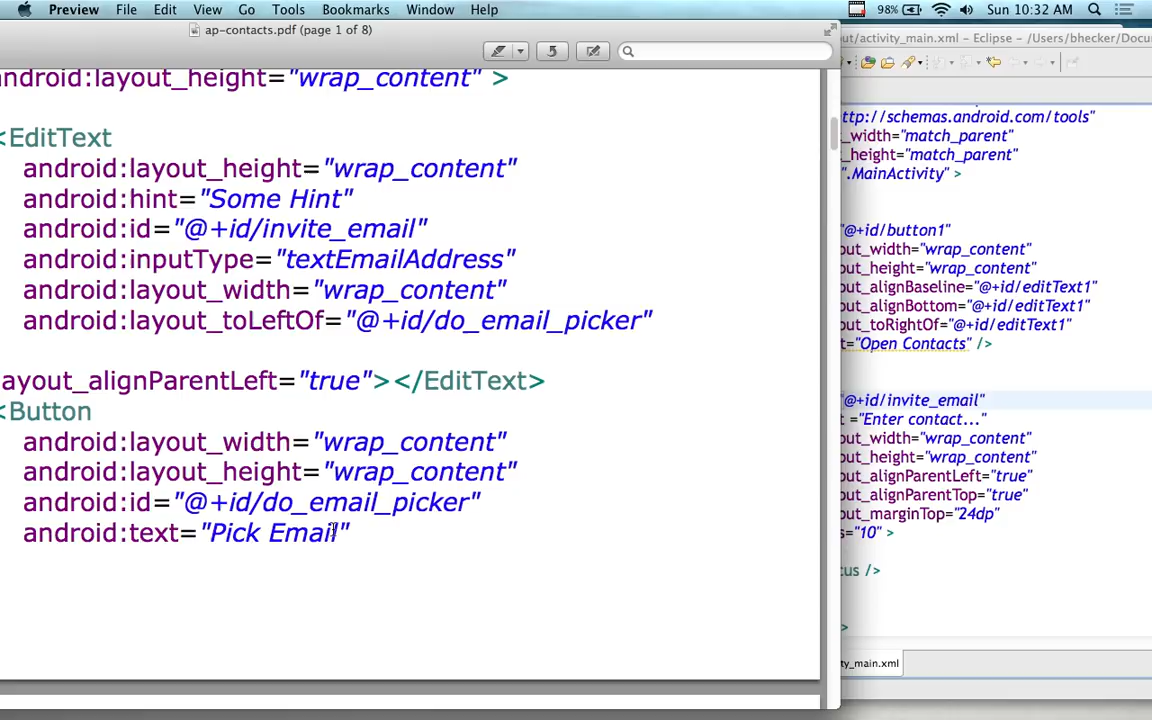 Preview File Edit View Go Tools Bookmarks Window Help 98% Sun 10:32 AM
ap-contacts.pdf (page 1 of 8)
5
android:layout_height="wrap_content" >
<EditText
android:layout_height="wrap_content"
android:hint="Some Hint"
android:id="@+id/invite_email"
android:inputType="textEmailAddress"
android:layout_width="wrap_content"
android:layout_toLeftOf="@+id/do_email_picker"
ayout_alignParentLeft="true"></EditText>
<Button
android:layout_width="wrap_content"
android:layout_height="wrap_content"
android:id="@+id/do_email_picker"
android:text="Pick Email"
out/activity_main.xml - Eclipse - /Users/bhecker/Docu
ttp://schemas.android.com/tools"
_width="match_parent"
_height="match_parent"
".MainActivity" >
"@+id/button1"
out_width="wrap_content"
out_height="wrap_content"
out_alignBaseline="@+id/editText1"
out_alignBottom="@+id/editText1"
out_toRightOf="@+id/editText1"
t="Open Contacts" />
"@+id/invite_email"
t ="Enter contact..."
out_width="wrap_content"
out_height="wrap_content"
out_alignParentLeft="true"
out_alignParentTop="true"
out_marginTop="24dp"
s="10" >
cus />
>
ty_main.xml